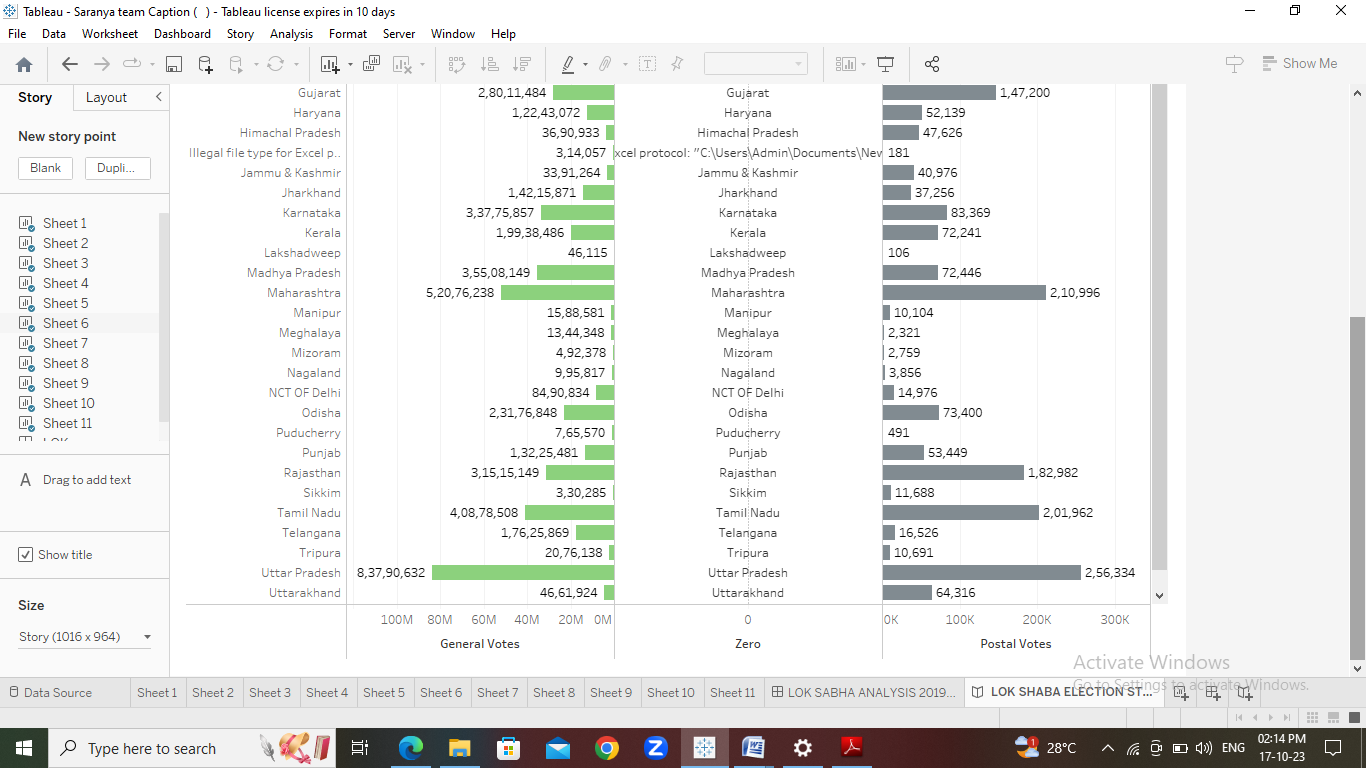 Tableau - Saranya team Caption ( ) - Tableau license expires in 10 days
File Data Worksheet Dashboard Story Analysis Format Server Window Help
Show Me
Story Layout
New story point
Blank Dupli...
Sheet 1
Sheet 2
Sheet 3
Sheet 4
Sheet 5
Sheet 6
Sheet 7
Sheet 8
Sheet 9
Sheet 10
Sheet 11
A Drag to add text
Show title
Size
Story (1016 x 964)
Gujarat 2,80,11,484 Gujarat 1,47,200
Haryana 1,22,43,072 Haryana 52,139
Himachal Pradesh 36,90,933 Himachal Pradesh 47,626
Illegal file type for Excel p.. 3,14,057 xcel protocol: "C:\Users\Admin\Documents\New 181
Jammu & Kashmir 33,91,264 Jammu & Kashmir 40,976
Jharkhand 1,42,15,871 Jharkhand 37,256
Karnataka 3,37,75,857 Karnataka 83,369
Kerala 1,99,38,486 Kerala 72,241
Lakshadweep 46,115 Lakshadweep 106
Madhya Pradesh 3,55,08,149 Madhya Pradesh 72,446
Maharashtra 5,20,76,238 Maharashtra 2,10,996
Manipur 15,88,581 Manipur 10,104
Meghalaya 13,44,348 Meghalaya 2,321
Mizoram 4,92,378 Mizoram 2,759
Nagaland 9,95,817 Nagaland 3,856
NCT OF Delhi 84,90,834 NCT OF Delhi 14,976
Odisha 2,31,76,848 Odisha 73,400
Puducherry 7,65,570 Puducherry 491
Punjab 1,32,25,481 Punjab 53,449
Rajasthan 3,15,15,149 Rajasthan 1,82,982
Sikkim 3,30,285 Sikkim 11,688
Tamil Nadu 4,08,78,508 Tamil Nadu 2,01,962
Telangana 1,76,25,869 Telangana 16,526
Tripura 20,76,138 Tripura 10,691
Uttar Pradesh 8,37,90,632 Uttar Pradesh 2,56,334
Uttarakhand 46,61,924 Uttarakhand 64,316
100M 80M 60M 40M 20M 0M 0 0K 100K 200K 300K
General Votes Zero Postal Votes
Activate Windows
Go to Settings to activate Windows.
Data Source Sheet 1 Sheet 2 Sheet 3 Sheet 4 Sheet 5 Sheet 6 Sheet 7 Sheet 8 Sheet 9 Sheet 10 Sheet 11 LOK SABHA ANALYSIS 2019... LOK SHABA ELECTION ST...
Type here to search 28°C ENG 02:14 PM
17-10-23